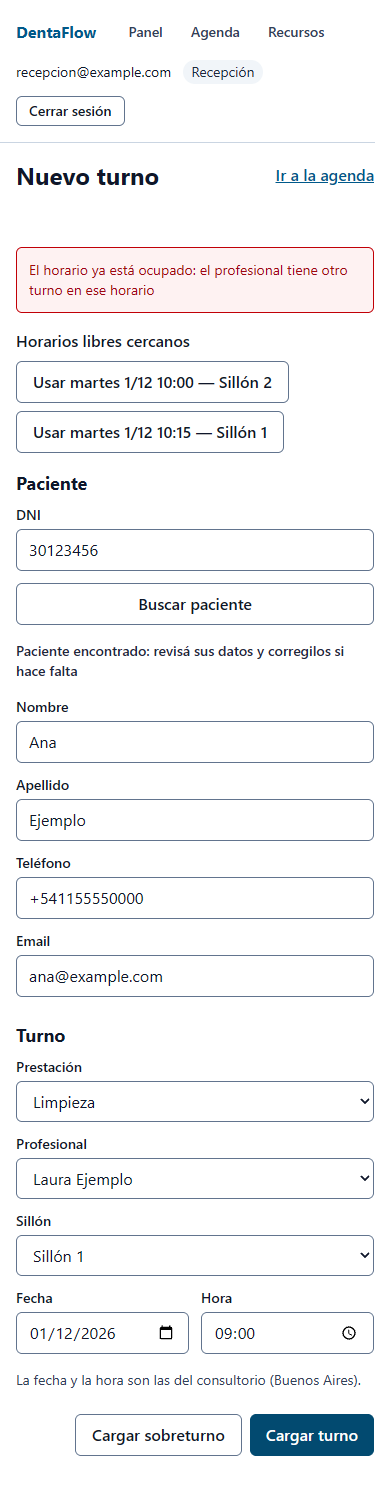 DentaFlow Panel Agenda Recursos
recepcion@example.com Recepción
Cerrar sesión
Nuevo turno Ir a la agenda
El horario ya está ocupado: el profesional tiene otro
turno en ese horario
Horarios libres cercanos
Usar martes 1/12 10:00 — Sillón 2
Usar martes 1/12 10:15 — Sillón 1
Paciente
DNI
30123456
Buscar paciente
Paciente encontrado: revisá sus datos y corregilos si
hace falta
Nombre
Ana
Apellido
Ejemplo
Teléfono
+541155550000
Email
ana@example.com
Turno
Prestación
Limpieza
Profesional
Laura Ejemplo
Sillón
Sillón 1
Fecha Hora
01/12/2026 09:00
La fecha y la hora son las del consultorio (Buenos Aires).
Cargar sobreturno Cargar turno